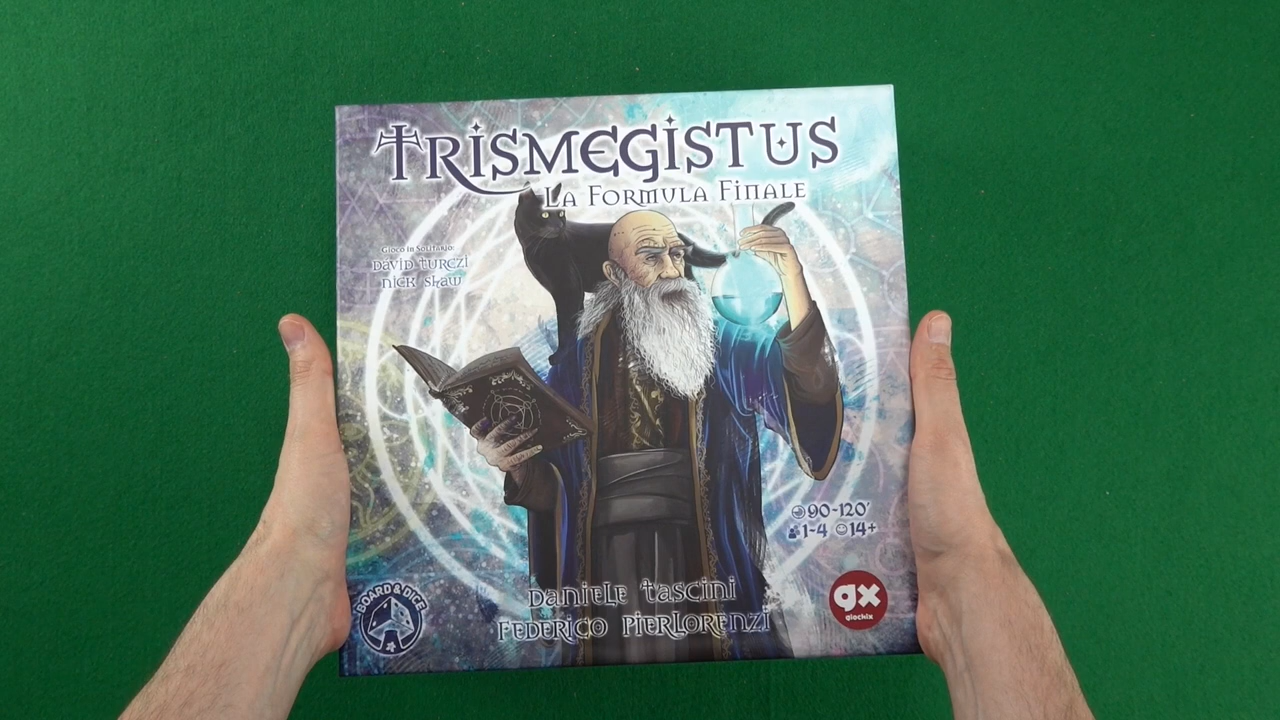 TRISMEGISTUS
LA FORMULA FINALE
Gioco in Solitario:
DÁVID TURCZI
NICK SHAW
90-120'
1-4 14+
DANIELE TASCINI
FEDERICO PIERLORENZI
BOARD & DICE
gx
giochix